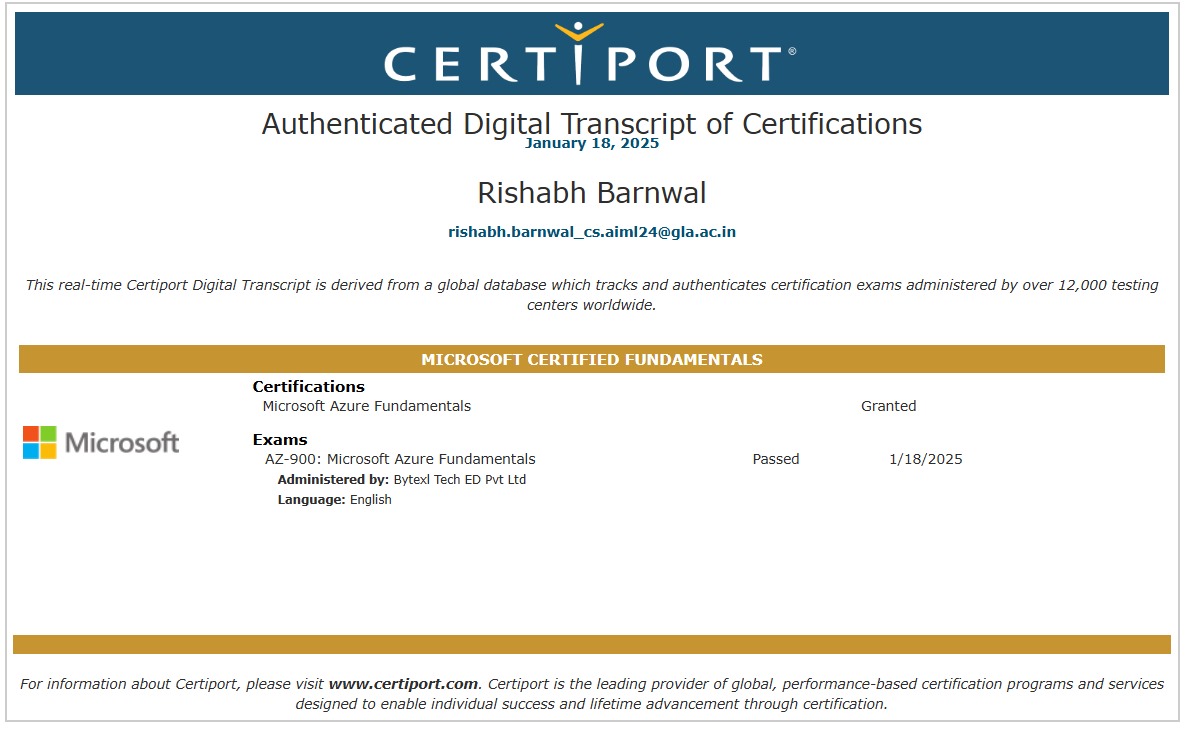 CERTIPORT®
Authenticated Digital Transcript of Certifications
January 18, 2025
Rishabh Barnwal
rishabh.barnwal_cs.aiml24@gla.ac.in
This real-time Certiport Digital Transcript is derived from a global database which tracks and authenticates certification exams administered by over 12,000 testing
centers worldwide.
MICROSOFT CERTIFIED FUNDAMENTALS
Certifications
Microsoft Azure Fundamentals Granted
Microsoft
Exams
AZ-900: Microsoft Azure Fundamentals Passed 1/18/2025
Administered by: Bytexl Tech ED Pvt Ltd
Language: English
For information about Certiport, please visit www.certiport.com. Certiport is the leading provider of global, performance-based certification programs and services
designed to enable individual success and lifetime advancement through certification.